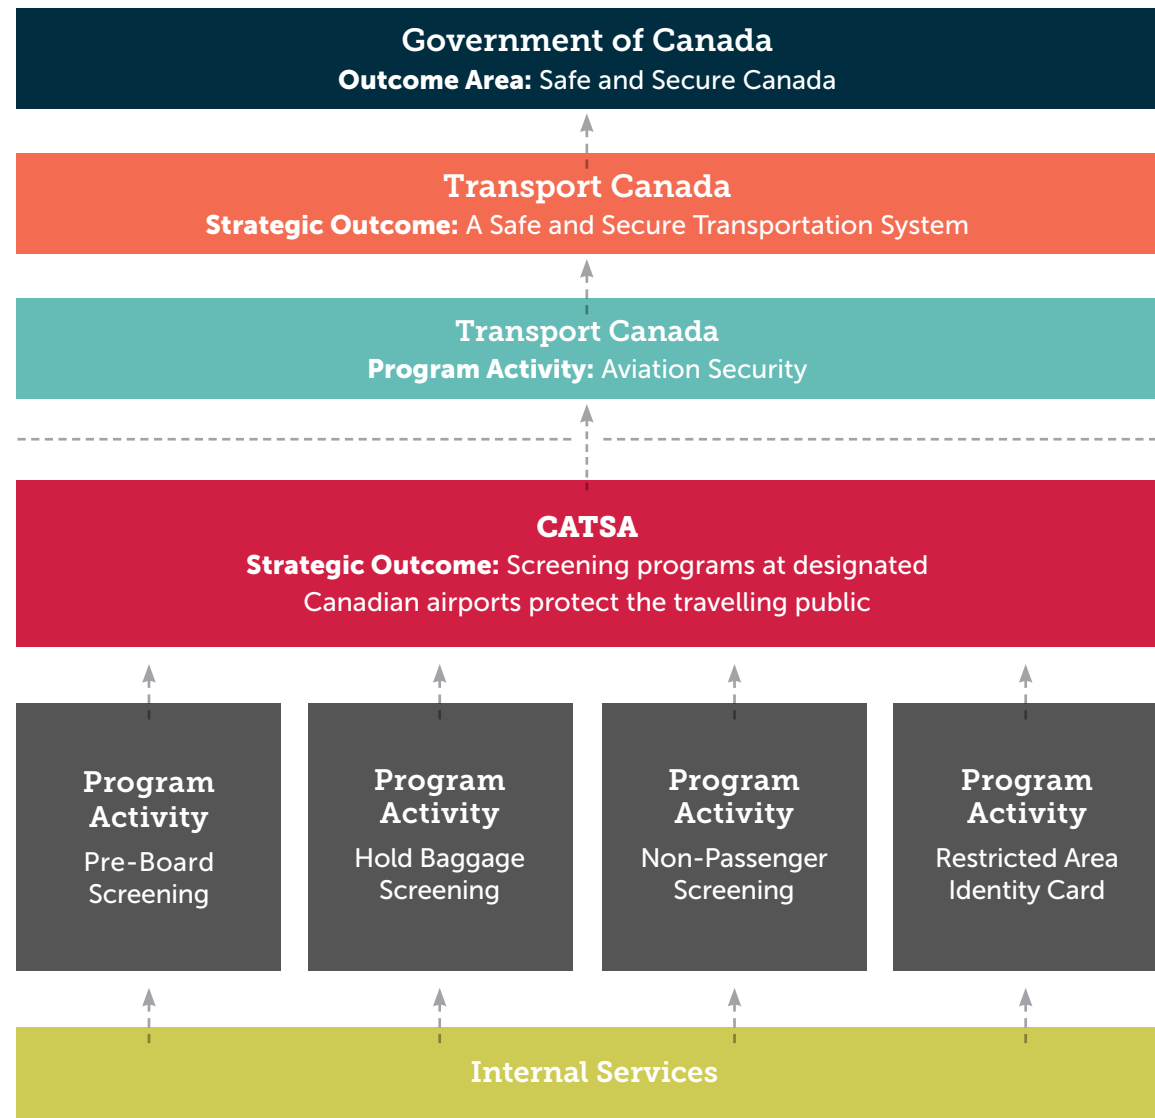 Government of Canada
Outcome Area: Safe and Secure Canada
Transport Canada
Strategic Outcome: A Safe and Secure Transportation System
Transport Canada
Program Activity: Aviation Security
CATSA
Strategic Outcome: Screening programs at designated
Canadian airports protect the travelling public
Program
Activity
Pre-Board
Screening
Program
Activity
Hold Baggage
Screening
Program
Activity
Non-Passenger
Screening
Program
Activity
Restricted Area
Identity Card
Internal Services